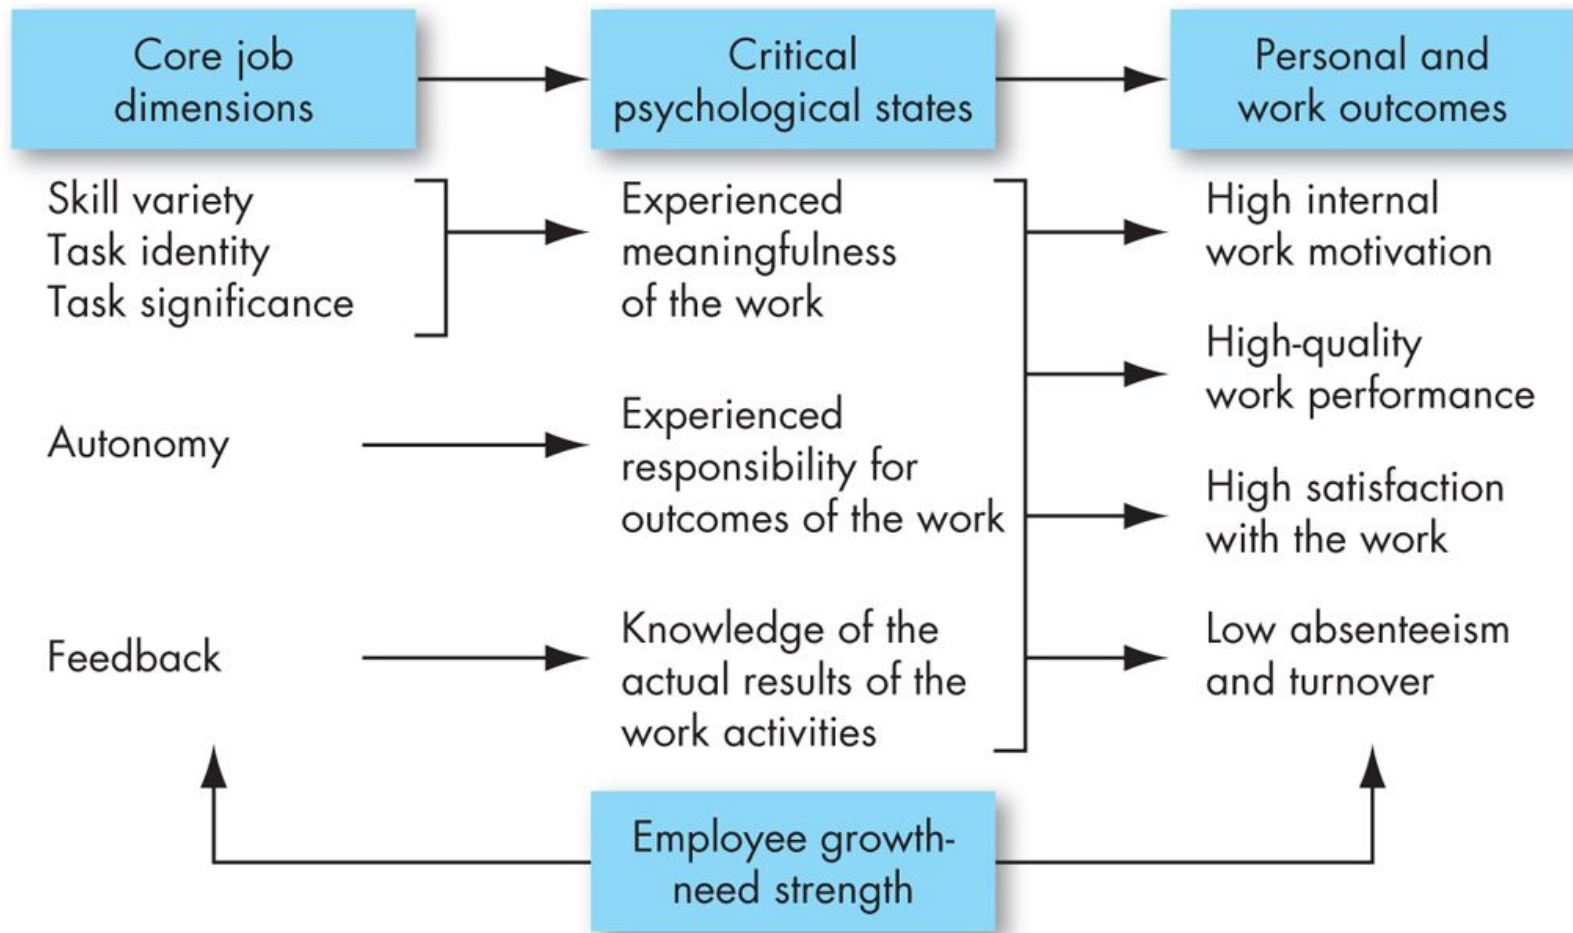 Core job
dimensions
Critical
psychological states
Personal and
work outcomes
Skill variety
Task identity
Task significance
Experienced
meaningfulness
of the work
High internal
work motivation
High-quality
work performance
Autonomy
Experienced
responsibility for
outcomes of the work
High satisfaction
with the work
Feedback
Knowledge of the
actual results of the
work activities
Low absenteeism
and turnover
Employee growth-
need strength